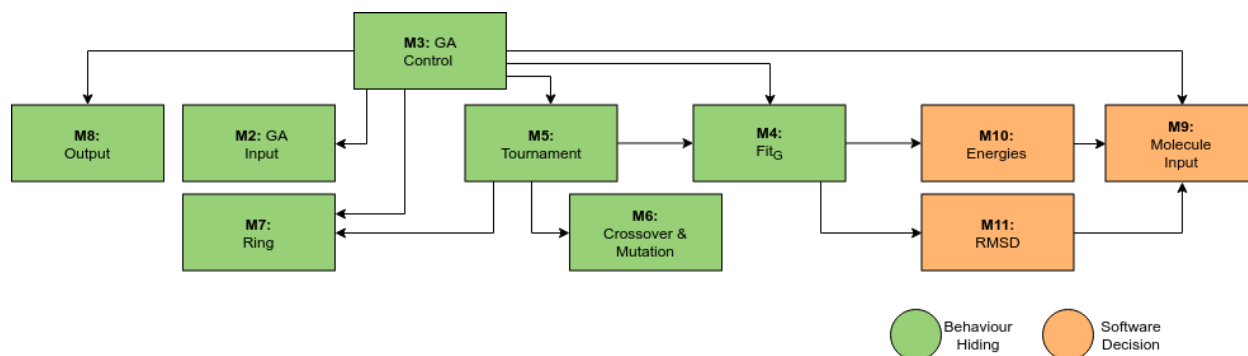 M3: GA
Control
M8:
Output
M2: GA
Input
M5:
Tournament
M4:
FitG
M10:
Energies
M9:
Molecule
Input
M7:
Ring
M6:
Crossover &
Mutation
M11:
RMSD
Behaviour
Hiding
Software
Decision